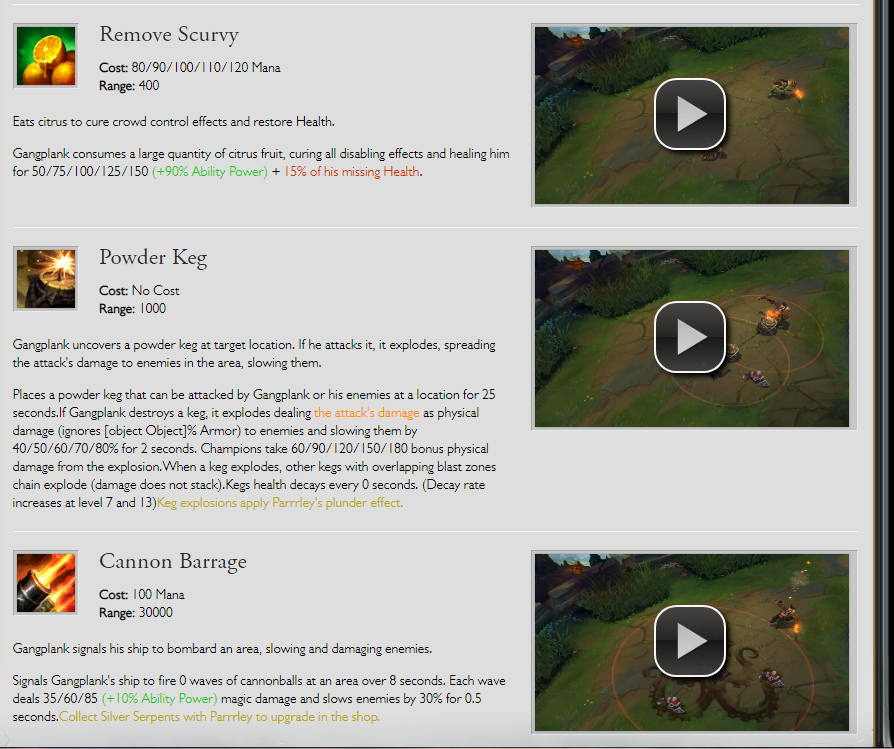 Remove Scurvy
Cost: 80/90/100/110/120 Mana
Range: 400
Eats citrus to cure crowd control effects and restore Health.
Gangplank consumes a large quantity of citrus fruit, curing all disabling effects and healing him
for 50/75/100/125/150 (+90% Ability Power) + 15% of his missing Health.
Powder Keg
Cost: No Cost
Range: 1000
Gangplank uncovers a powder keg at target location. If he attacks it, it explodes, spreading
the attack's damage to enemies in the area, slowing them.
Places a powder keg that can be attacked by Gangplank or his enemies at a location for 25
seconds.If Gangplank destroys a keg, it explodes dealing the attack's damage as physical
damage (ignores [object Object]% Armor) to enemies and slowing them by
40/50/60/70/80% for 2 seconds. Champions take 60/90/120/150/180 bonus physical
damage from the explosion.When a keg explodes, other kegs with overlapping blast zones
chain explode (damage does not stack).Kegs health decays every 0 seconds. (Decay rate
increases at level 7 and 13)Keg explosions apply Parrrley's plunder effect.
Cannon Barrage
Cost: 100 Mana
Range: 30000
Gangplank signals his ship to bombard an area, slowing and damaging enemies.
Signals Gangplank's ship to fire 0 waves of cannonballs at an area over 8 seconds. Each wave
deals 35/60/85 (+10% Ability Power) magic damage and slows enemies by 30% for 0.5
seconds.Collect Silver Serpents with Parrrley to upgrade in the shop.